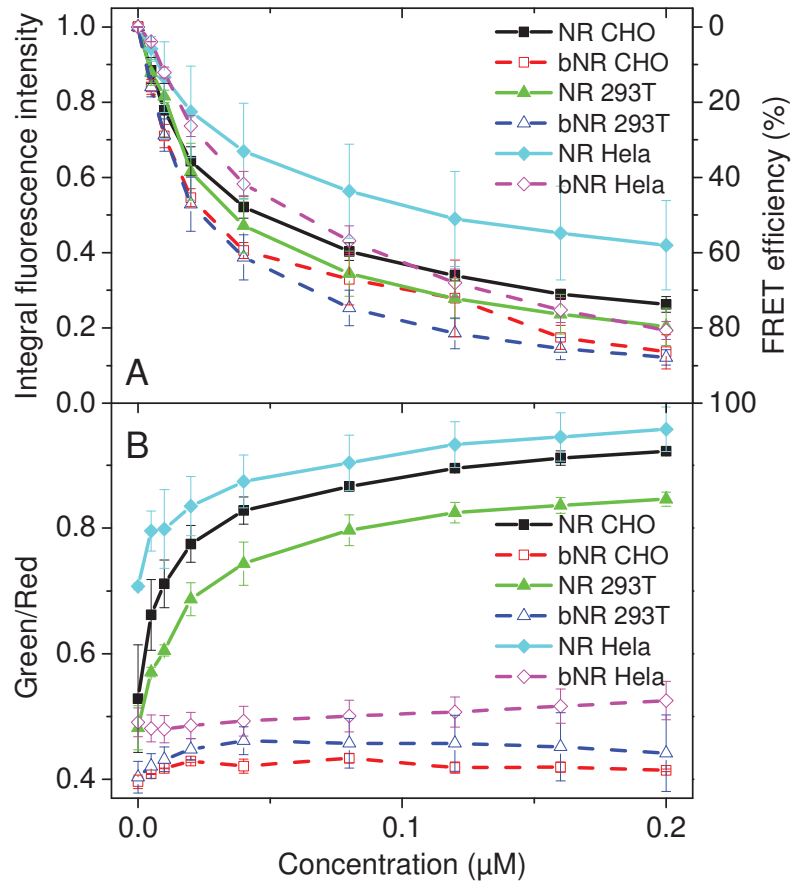 Integral fluorescence intensity
1.0
0.8
0.6
0.4
0.2
0.0
A
NR CHO
bNR CHO
NR 293T
bNR 293T
NR Hela
bNR Hela
0
20
40
60
80
100
FRET efficiency (%)
Green/Red
0.8
0.6
0.4
B
NR CHO
bNR CHO
NR 293T
bNR 293T
NR Hela
bNR Hela
0.0
0.1
0.2
Concentration (μM)